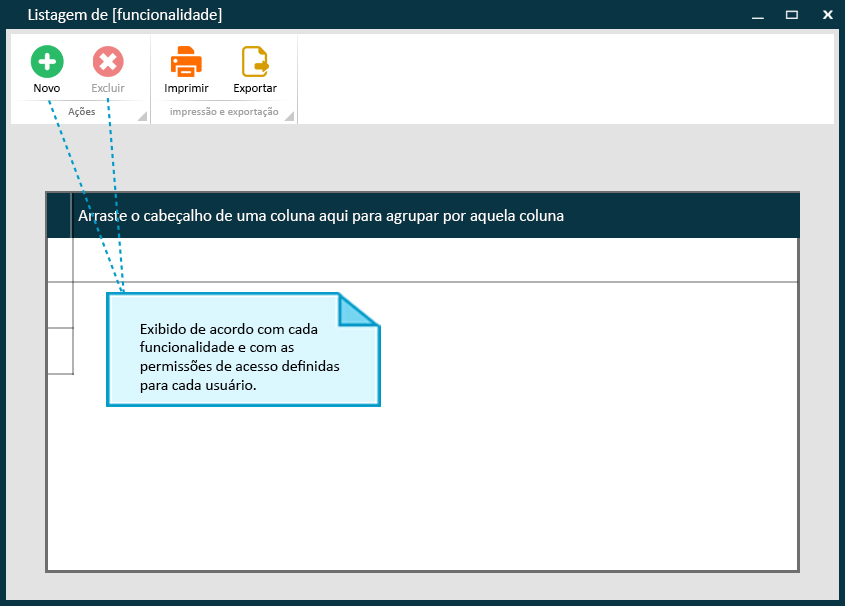 Listagem de [funcionalidade]
Novo
Excluir
Imprimir
Exportar
Ações
impressão e exportação
Arraste o cabeçalho de uma coluna aqui para agrupar por aquela coluna
Exibido de acordo com cada
funcionalidade e com as
permissões de acesso definidas
para cada usuário.